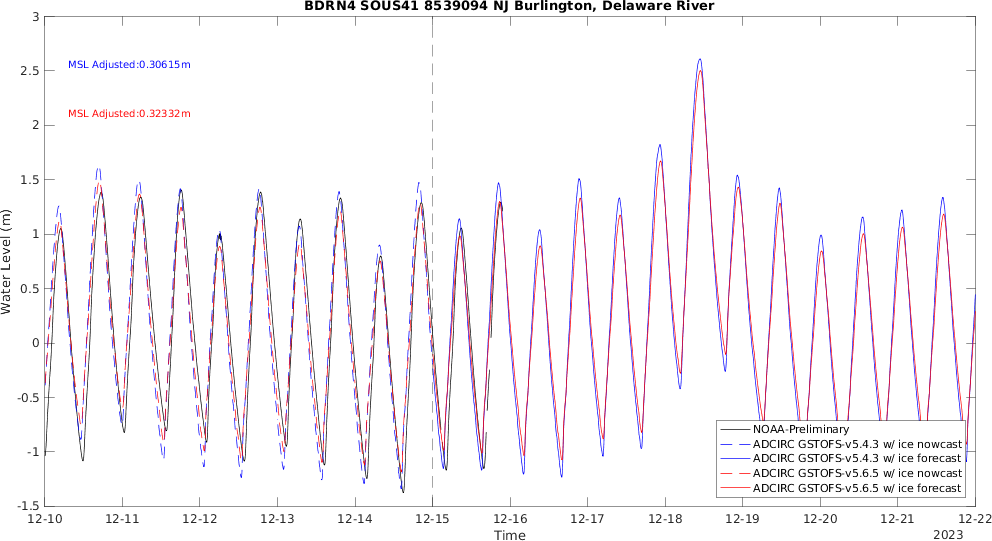 BDRN4 SOUS41 8539094 NJ Burlington, Delaware River
MSL Adjusted:0.30615m
MSL Adjusted:0.32332m
Water Level (m)
3
2.5
2
1.5
1
0.5
0
-0.5
-1
-1.5
NOAA-Preliminary
ADCIRC GSTOFS-v5.4.3 w/ ice nowcast
ADCIRC GSTOFS-v5.4.3 w/ ice forecast
ADCIRC GSTOFS-v5.6.5 w/ ice nowcast
ADCIRC GSTOFS-v5.6.5 w/ ice forecast
12-10 12-11 12-12 12-13 12-14 12-15 12-16 12-17 12-18 12-19 12-20 12-21 12-22
Time
2023